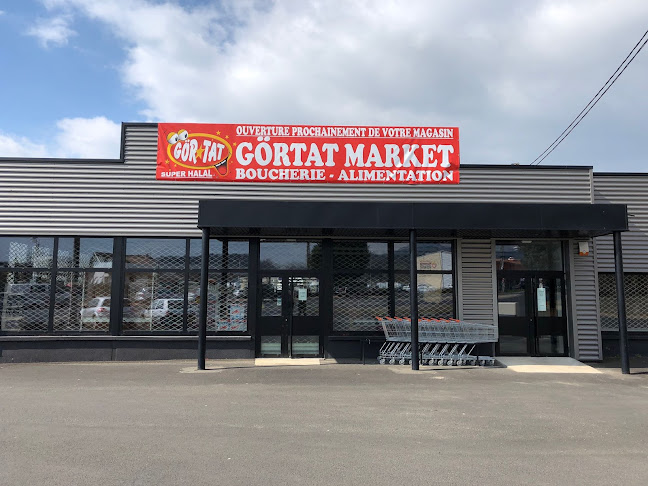 GÖR TAT
SUPER HALAL
OUVERTURE PROCHAINEMENT DE VOTRE MAGASIN
GÖRTAT MARKET
BOUCHERIE - ALIMENTATION